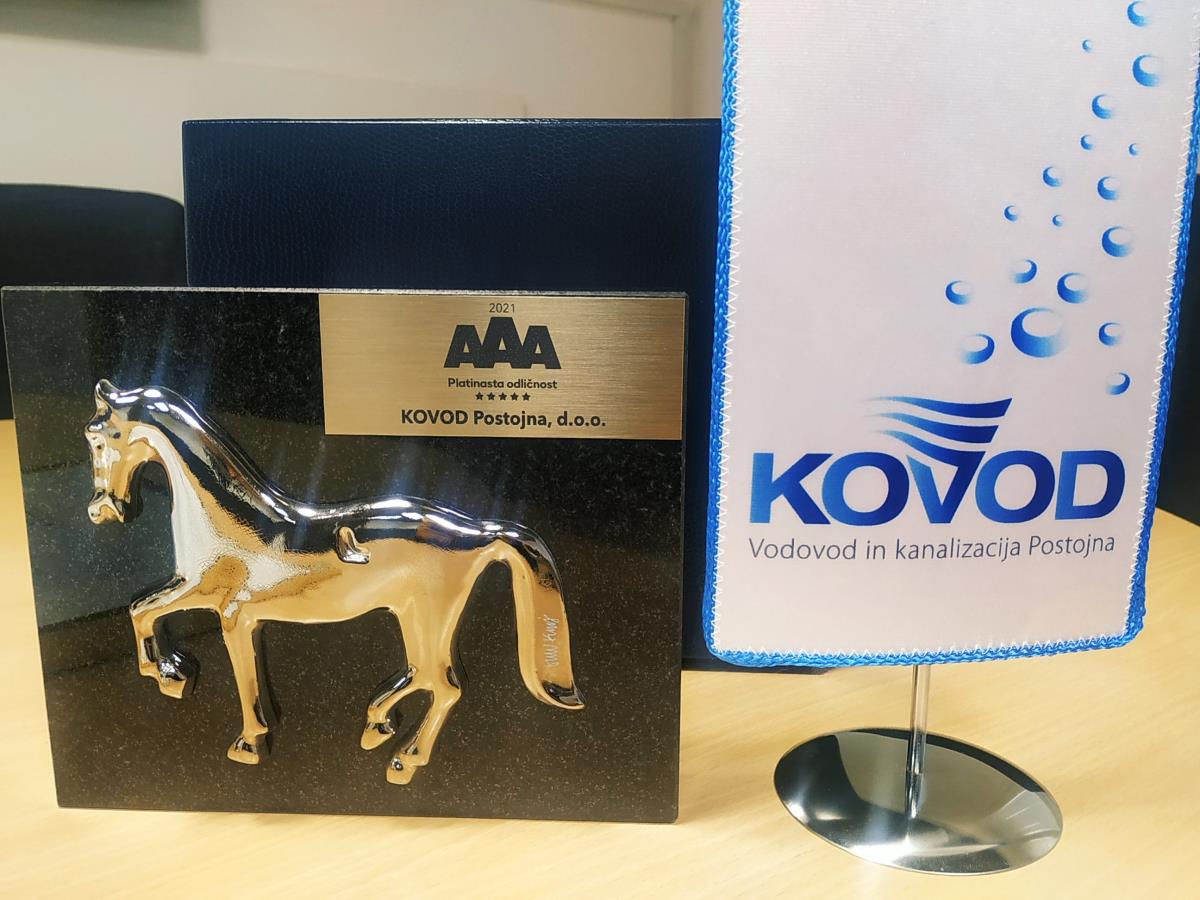 2021
AAA
Platinasta odličnost
KOVOD Postojna, d.o.o.
KOVOD
Vodovod in kanalizacija Postojna